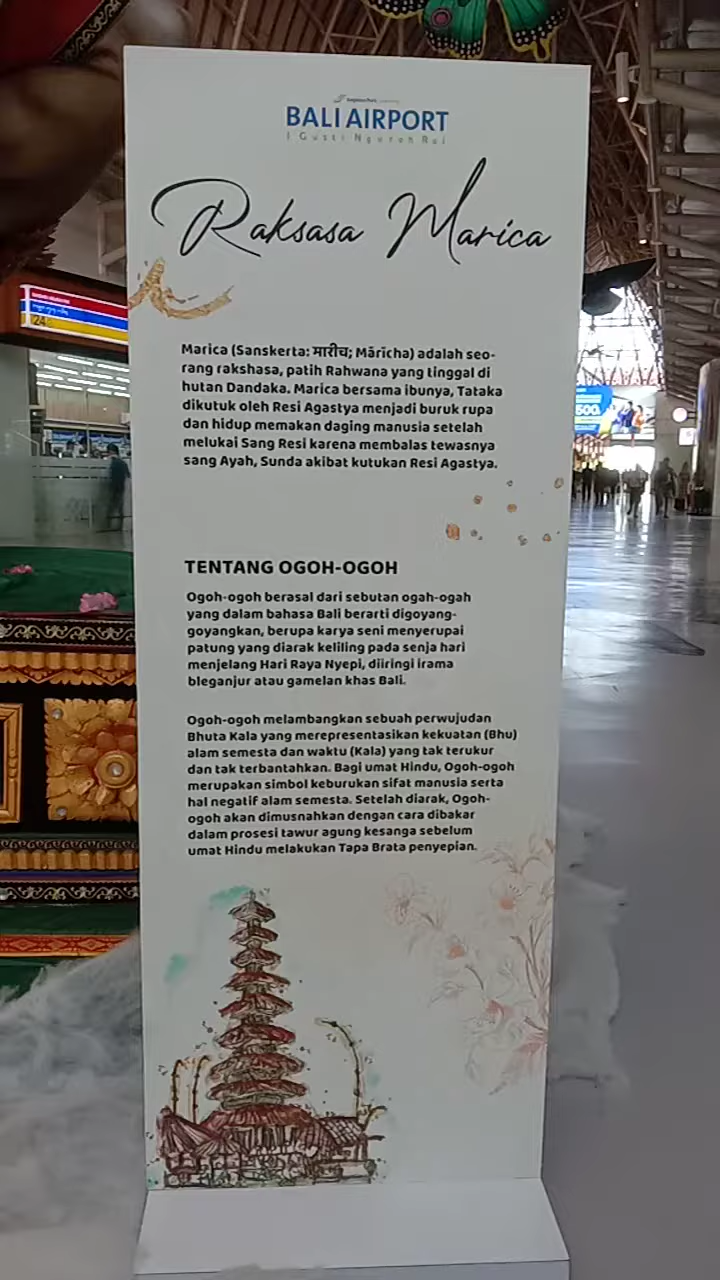 BALI AIRPORT
I Gusti Ngurah Rai
Raksasa Marica
Marica (Sanskerta: मारीच; Mārīcha) adalah seo-
rang rakshasa, patih Rahwana yang tinggal di
hutan Dandaka. Marica bersama ibunya, Tataka
dikutuk oleh Resi Agastya menjadi buruk rupa
dan hidup memakan daging manusia setelah
melukai Sang Resi karena membalas tewasnya
sang Ayah, Sunda akibat kutukan Resi Agastya.
TENTANG OGOH-OGOH
Ogoh-ogoh berasal dari sebutan ogah-ogah
yang dalam bahasa Bali berarti digoyang-
goyangkan, berupa karya seni menyerupai
patung yang diarak keliling pada senja hari
menjelang Hari Raya Nyepi, diiringi irama
bleganjur atau gamelan khas Bali.
Ogoh-ogoh melambangkan sebuah perwujudan
Bhuta Kala yang merepresentasikan kekuatan (Bhu)
alam semesta dan waktu (Kala) yang tak terukur
dan tak terbantahkan. Bagi umat Hindu, Ogoh-ogoh
merupakan simbol keburukan sifat manusia serta
hal negatif alam semesta. Setelah diarak, Ogoh-
ogoh akan dimusnahkan dengan cara dibakar
dalam prosesi tawur agung kesanga sebelum
umat Hindu melakukan Tapa Brata penyepian.
24
500